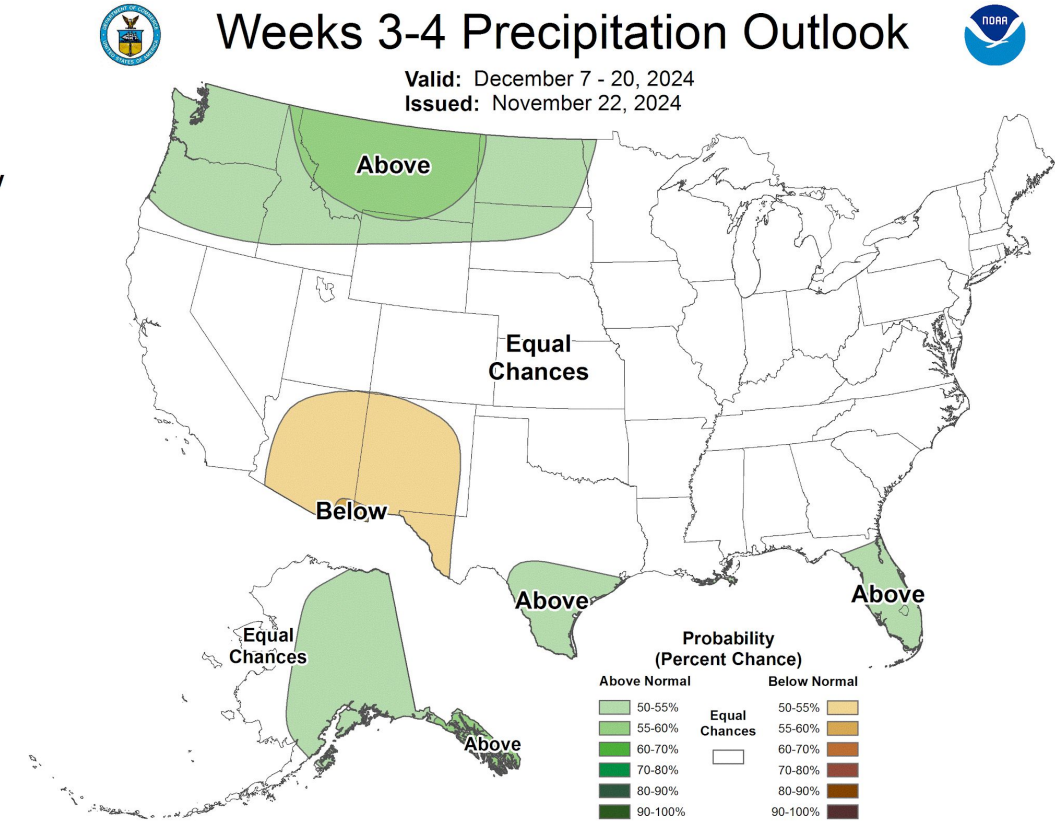 Weeks 3-4 Precipitation Outlook
NOAA
Valid: December 7 - 20, 2024
Issued: November 22, 2024
Above
Equal
Chances
Below
Above
Above
Equal
Chances
Above
Probability
(Percent Chance)
Above Normal
50-55%
55-60%
60-70%
70-80%
80-90%
90-100%
Equal
Chances
Below Normal
50-55%
55-60%
60-70%
70-80%
80-90%
90-100%